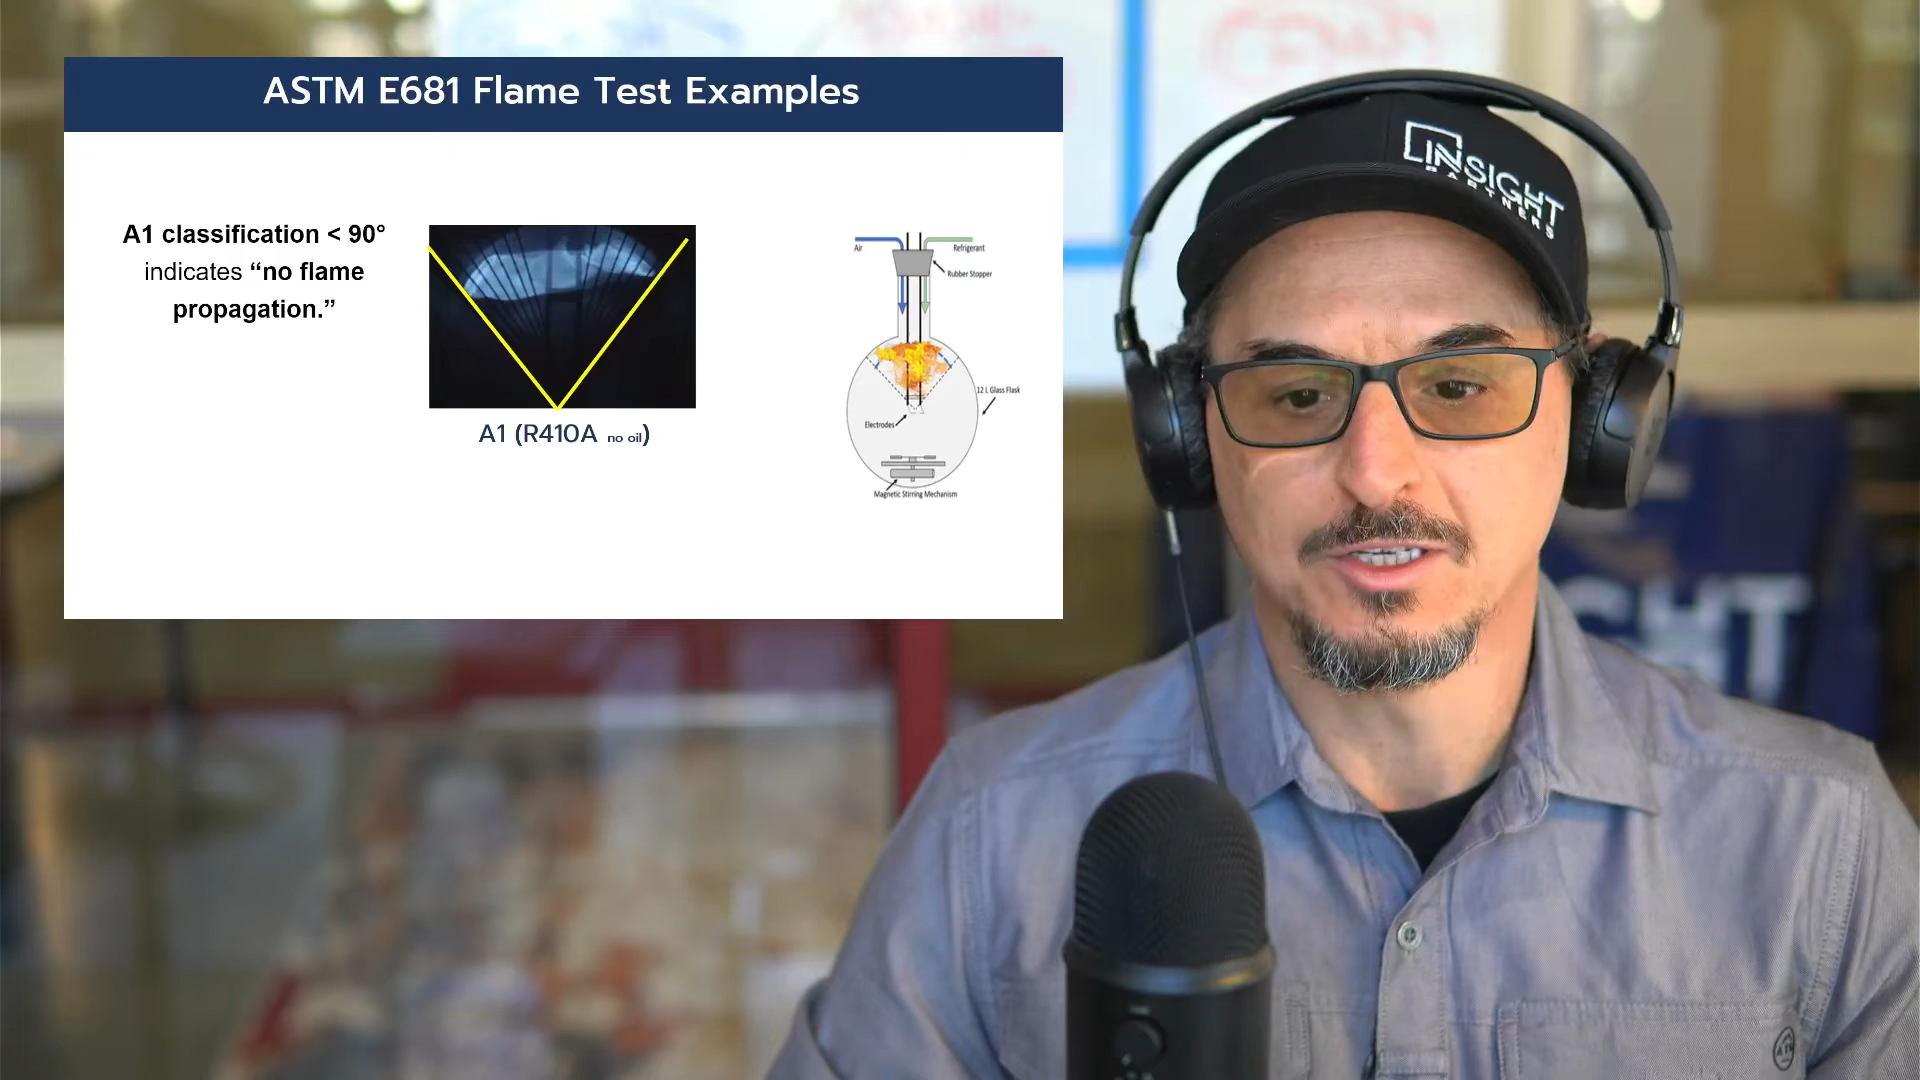 ASTM E681 Flame Test Examples
A1 classification < 90°
indicates “no flame
propagation.”
A1 (R410A no oil)
Air
Refrigerant
Rubber Stopper
12 L Glass Flask
Electrodes
Magnetic Stirring Mechanism
INSIGHT
PARTNERS
GHT